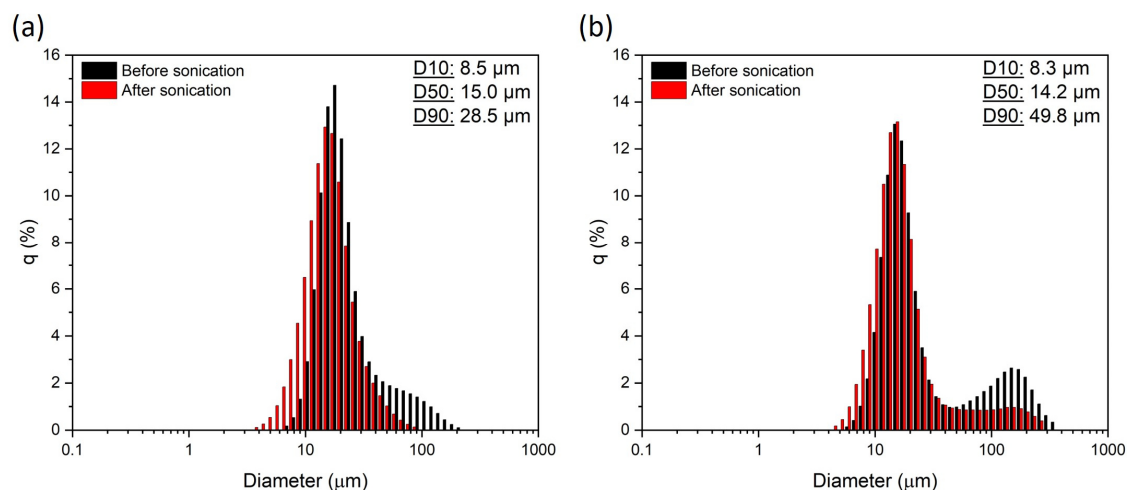 (a)
16
14
12
10
8
6
4
2
0
q (%)
Before sonication
After sonication
D10: 8.5 μm
D50: 15.0 μm
D90: 28.5 μm
0.1 1 10 100 1000
Diameter (μm)
(b)
16
14
12
10
8
6
4
2
0
q (%)
Before sonication
After sonication
D10: 8.3 μm
D50: 14.2 μm
D90: 49.8 μm
0.1 1 10 100 1000
Diameter (μm)